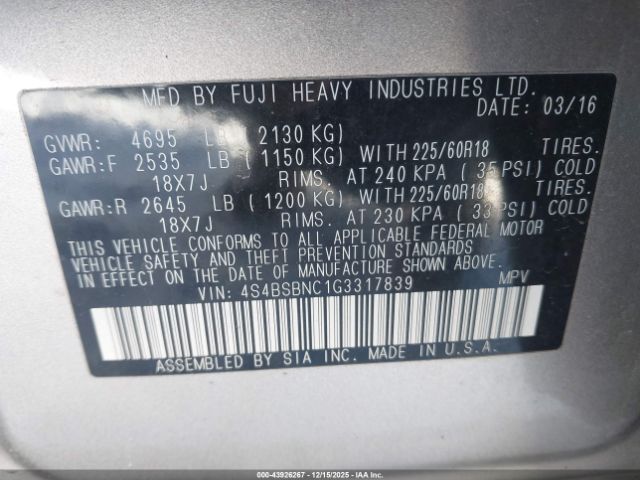 MFD BY FUJI HEAVY INDUSTRIES LTD.
DATE: 03/16
GVWR: 4695 LB ( 2130 KG)
GAWR:F 2535 LB ( 1150 KG) WITH 225/60R18 TIRES.
18X7J RIMS. AT 240 KPA ( 35 PSI) COLD
GAWR:R 2645 LB ( 1200 KG) WITH 225/60R18 TIRES.
18X7J RIMS. AT 230 KPA ( 33 PSI) COLD
THIS VEHICLE CONFORMS TO ALL APPLICABLE FEDERAL MOTOR
VEHICLE SAFETY AND THEFT PREVENTION STANDARDS
IN EFFECT ON THE DATE OF MANUFACTURE SHOWN ABOVE.
VIN: 4S4BSBNC1G3317839 MPV
ASSEMBLED BY SIA INC. MADE IN U.S.A.
000-43926267 - 12/15/2025 - IAAI.COM